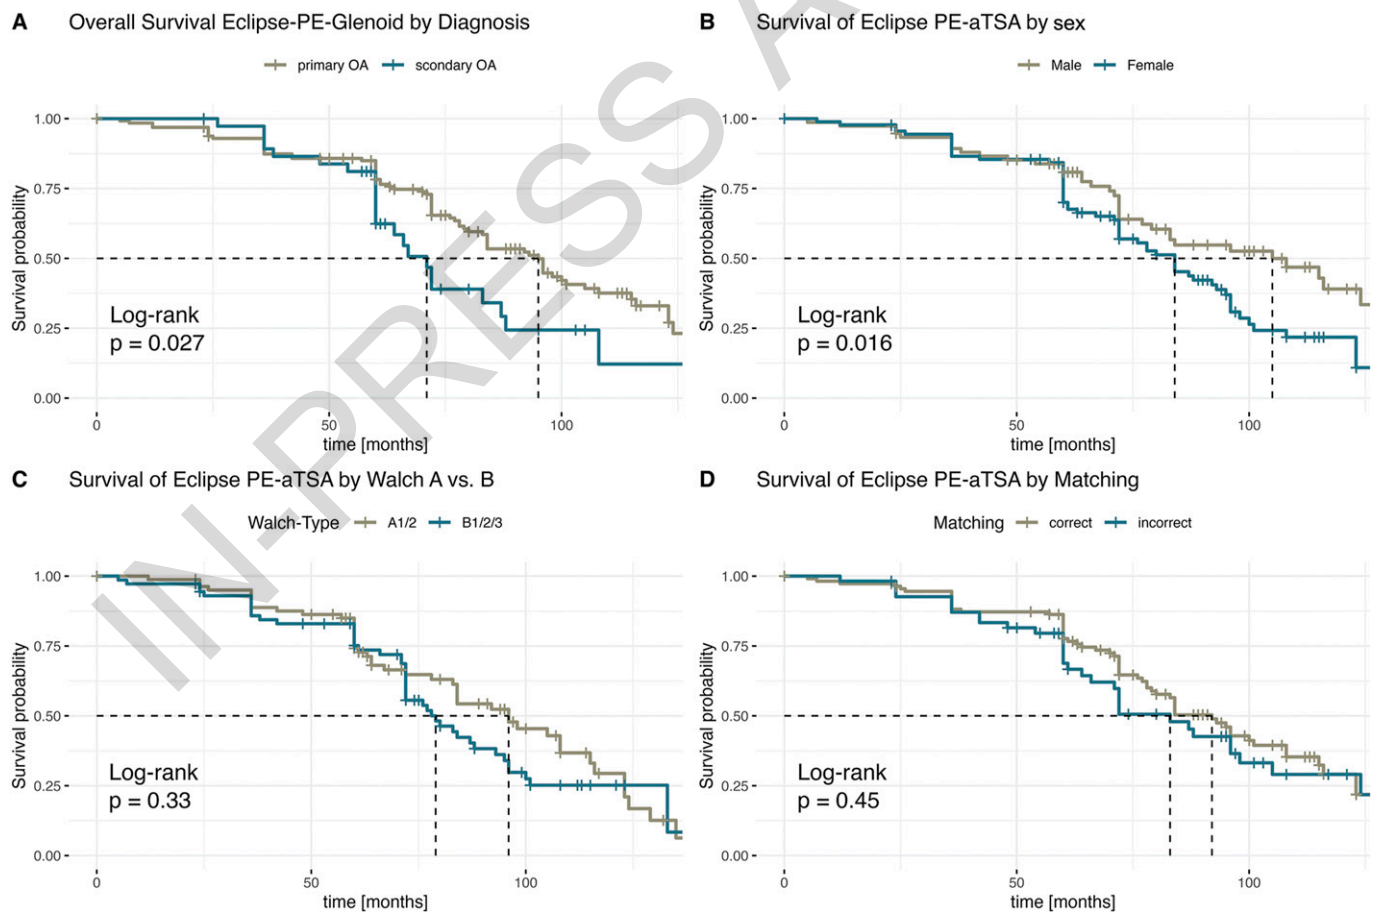 A Overall Survival Eclipse-PE-Glenoid by Diagnosis
primary OA scondary OA
1.00
0.75
0.50
0.25
0.00
Survival probability
Log-rank
p = 0.027
0 50 100
time [months]
B Survival of Eclipse PE-aTSA by sex
Male Female
1.00
0.75
0.50
0.25
0.00
Survival probability
Log-rank
p = 0.016
0 50 100
time [months]
C Survival of Eclipse PE-aTSA by Walch A vs. B
Walch-Type A1/2 B1/2/3
1.00
0.75
0.50
0.25
0.00
Survival probability
Log-rank
p = 0.33
0 50 100
time [months]
D Survival of Eclipse PE-aTSA by Matching
Matching correct incorrect
1.00
0.75
0.50
0.25
0.00
Survival probability
Log-rank
p = 0.45
0 50 100
time [months]
IN-PRESS A